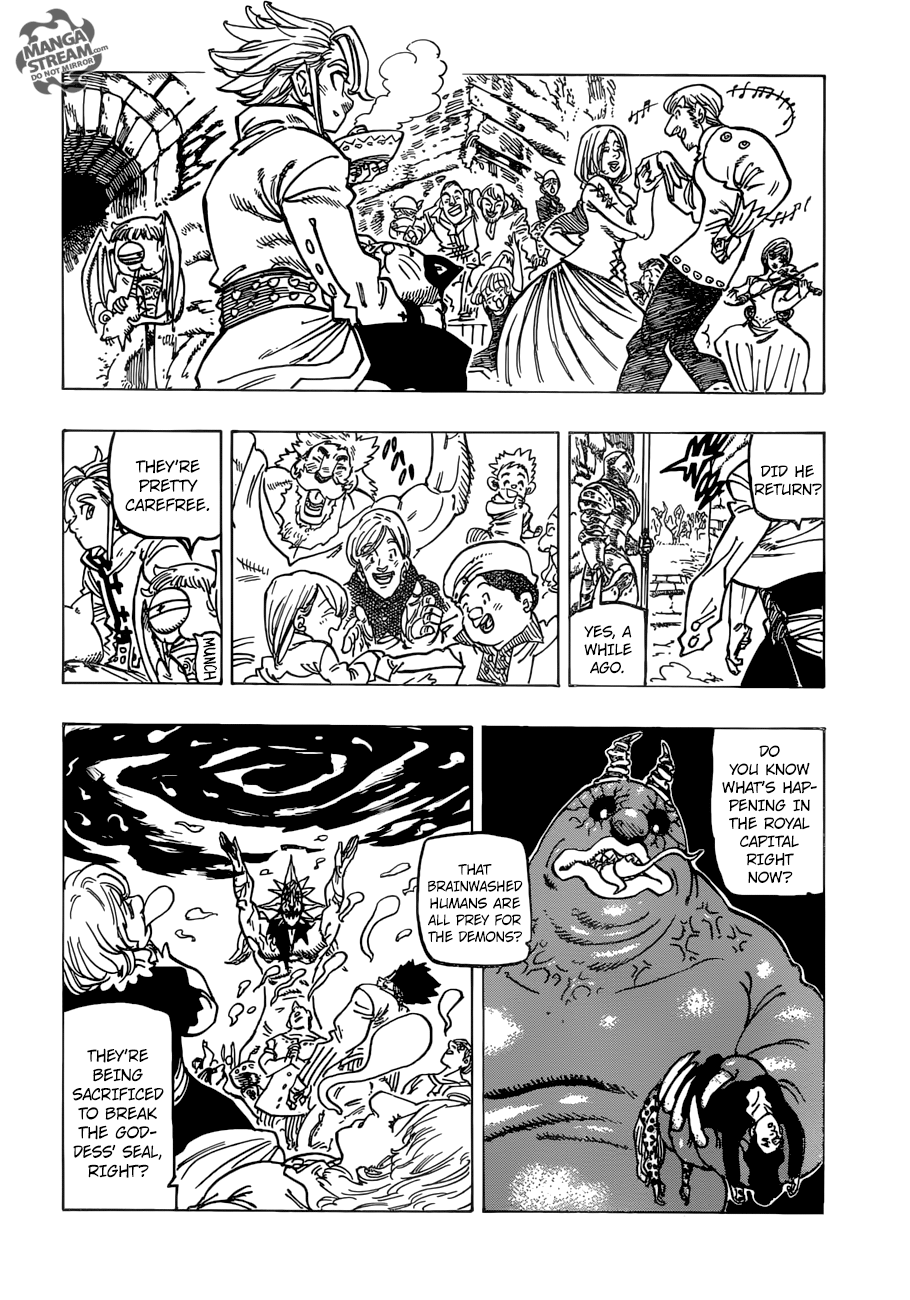 MANGA
STREAM.com
DO NOT MIRROR
DID HE
RETURN?
YES, A
WHILE
AGO.
THEY'RE
PRETTY
CAREFREE.
MUNCH
DO
YOU KNOW
WHAT'S HAP-
PENING IN
THE ROYAL
CAPITAL
RIGHT
NOW?
THAT
BRAINWASHED
HUMANS ARE
ALL PREY FOR
THE DEMONS?
THEY'RE
BEING
SACRIFICED
TO BREAK
THE GOD-
DESS' SEAL,
RIGHT?